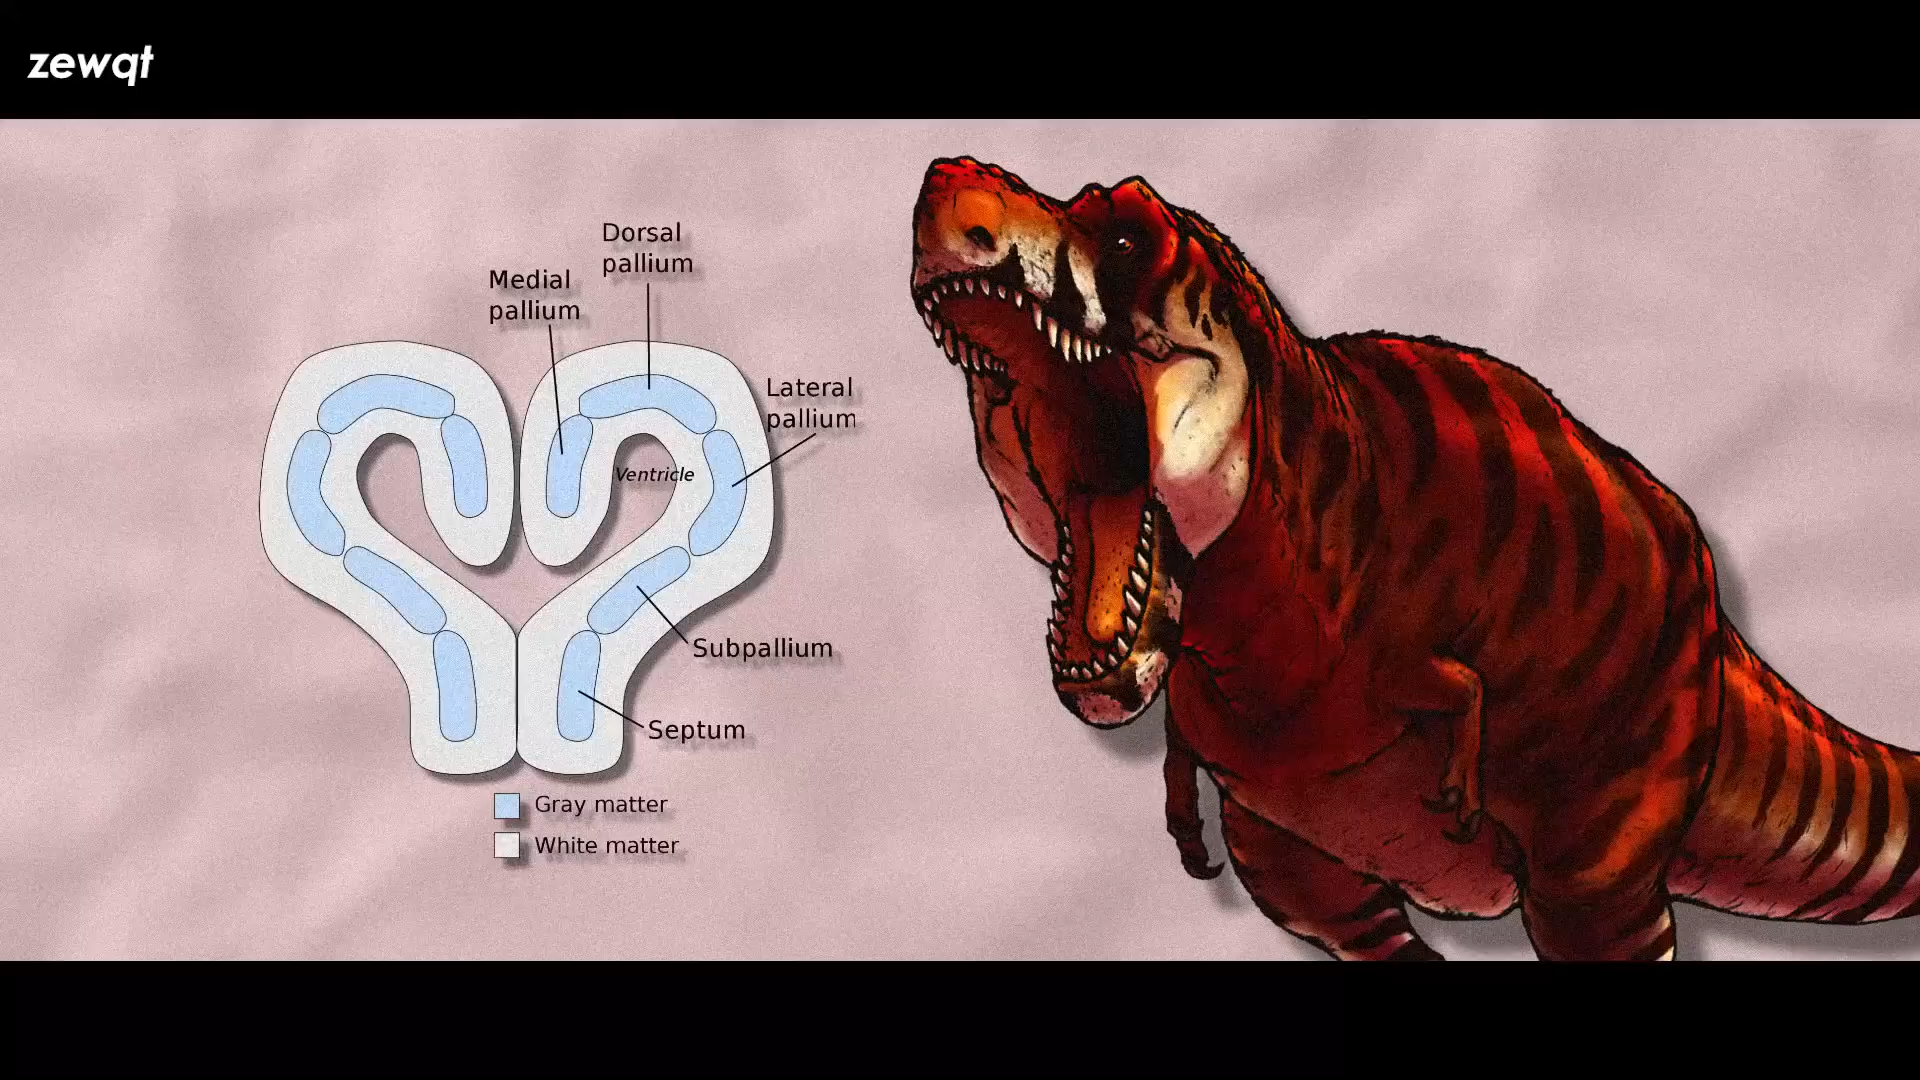 zewqt
Dorsal
pallium
Medial
pallium
Lateral
pallium
Ventricle
Subpallium
Septum
Gray matter
White matter